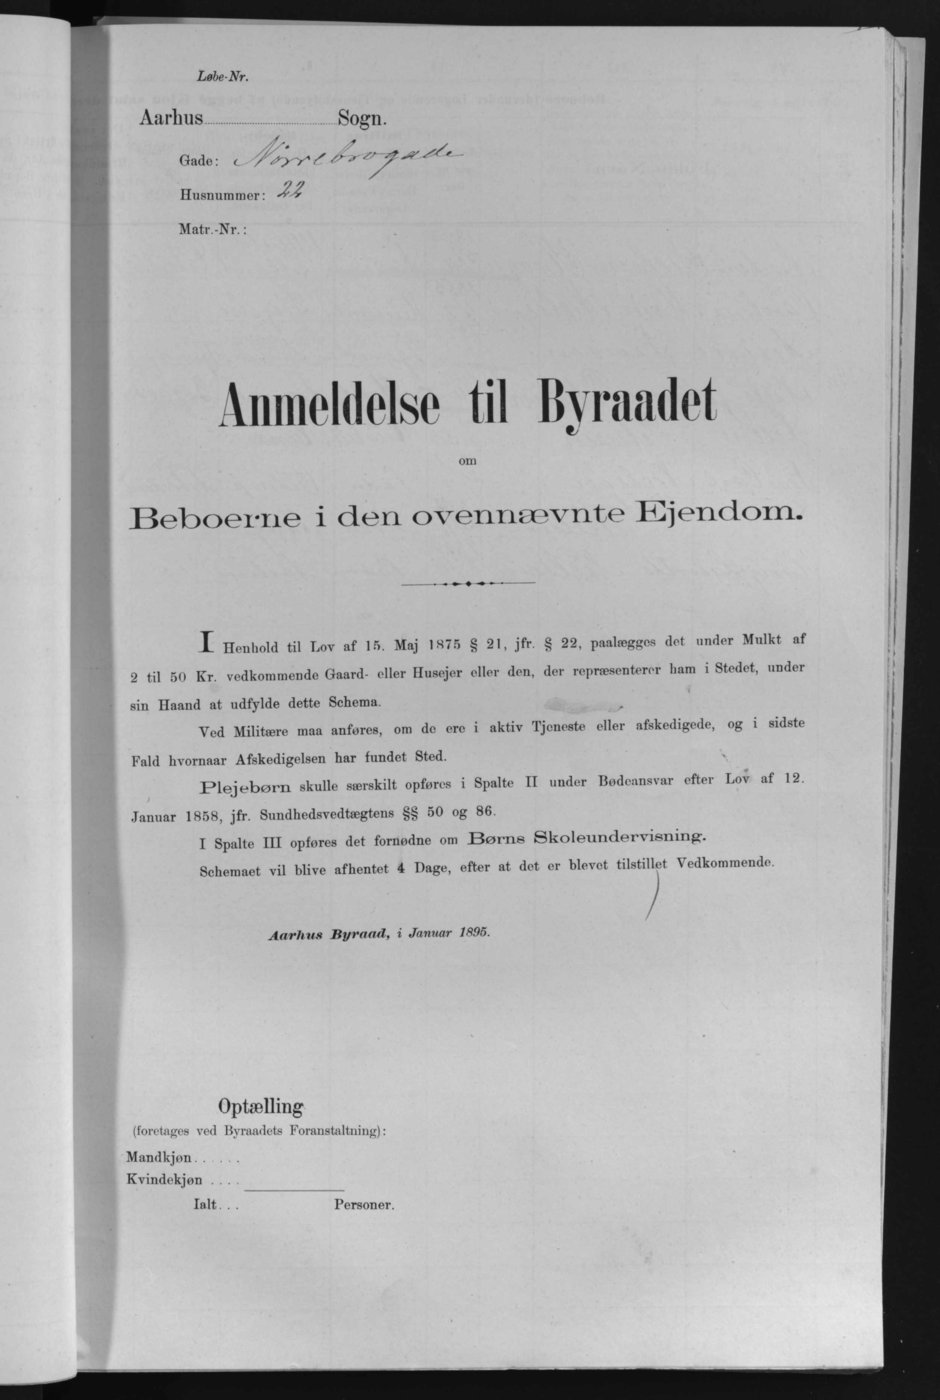 Løbe-Nr.
Aarhus Sogn.
Gade: Nørrebrogade
Husnummer: 22
Matr.-Nr.:
Anmeldelse til Byraadet
om
Beboerne i den ovennævnte Ejendom.
I Henhold til Lov af 15. Maj 1875 § 21, jfr. § 22, paalægges det under Mulkt af
2 til 50 Kr. vedkommende Gaard- eller Husejer eller den, der repræsenterer ham i Stedet, under
sin Haand at udfylde dette Schema.
Ved Militære maa anføres, om de ere i aktiv Tjeneste eller afskedigede, og i sidste
Fald hvornaar Afskedigelsen har fundet Sted.
Plejebørn skulle særskilt opføres i Spalte II under Bødeansvar efter Lov af 12.
Januar 1858, jfr. Sundhedsvedtægtens §§ 50 og 86.
I Spalte III opføres det fornødne om Børns Skoleundervisning.
Schemaet vil blive afhentet 4 Dage, efter at det er blevet tilstillet Vedkommende.
Aarhus Byraad, i Januar 1895.
Optælling
(foretages ved Byraadets Foranstaltning):
Mandkjøn . . . . . .
Kvindekjøn . . . .
Ialt . . . Personer.